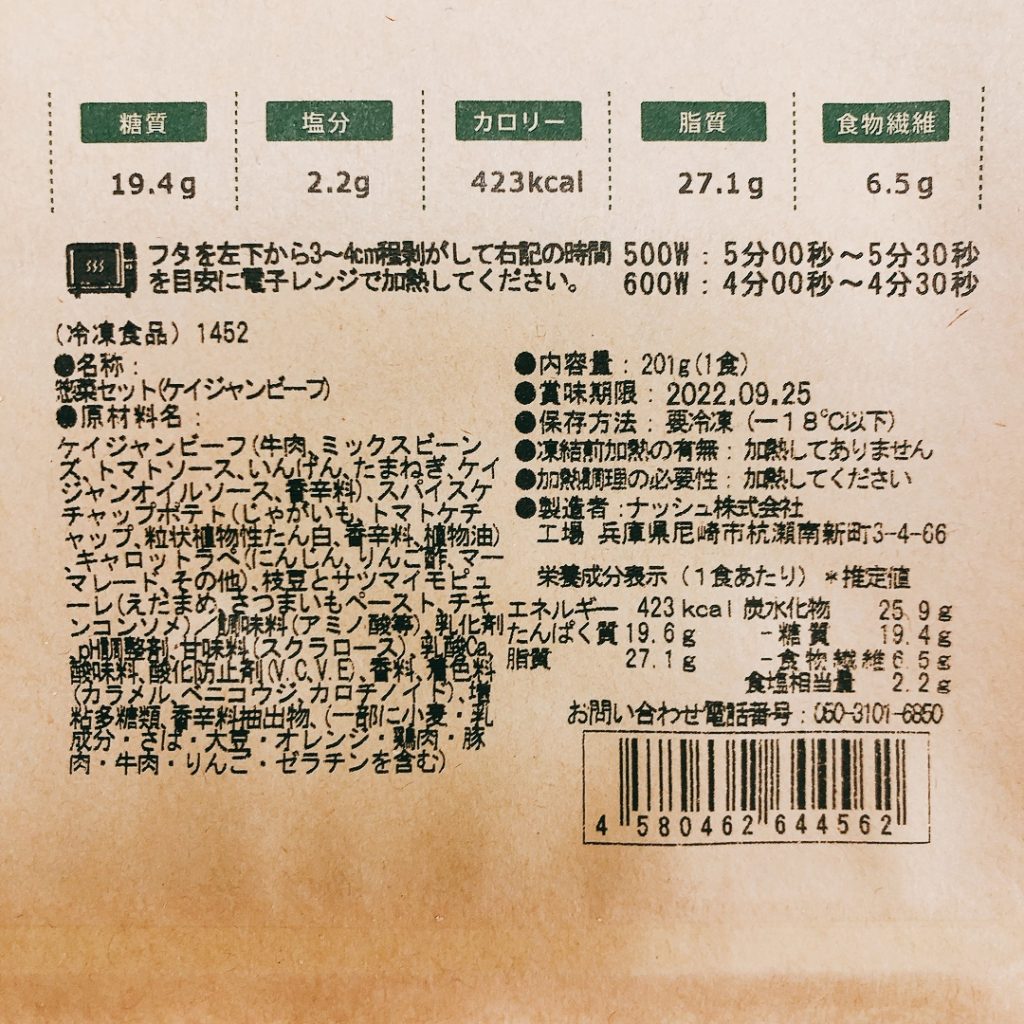 糖質 塩分 カロリー 脂質 食物繊維
19.4g 2.2g 423kcal 27.1g 6.5g
フタを左下から3〜4cm程剥がして右記の時間 500W：5分00秒〜5分30秒
を目安に電子レンジで加熱してください。 600W：4分00秒〜4分30秒
(冷凍食品) 1452
●名称：
惣菜セット(ケイジャンビーフ)
●原材料名：
ケイジャンビーフ(牛肉、ミックスビーン
ズ、トマトソース、いんげん、たまねぎ、ケイ
ジャンオイルソース、香辛料)、スパイスケ
チャップポテト(じゃがいも、トマトケチ
ャップ、粒状植物性たん白、香辛料、植物油)
、キャロットラペ(にんじん、りんご酢、マー
マレード、その他)、枝豆とサツマイモピュ
ーレ(えだまめ、さつまいもペースト、チキ
ンコンソメ)／調味料(アミノ酸等)、乳化剤
、pH調整剤、甘味料(スクラロース)、乳酸Ca、
酸味料、酸化防止剤(V.C,V.E)、香料、着色料
(カラメル、ベニコウジ、カロチノイド)、増
粘多糖類、香辛料抽出物、(一部に小麦・乳
成分・さば・大豆・オレンジ・鶏肉・豚
肉・牛肉・りんご・ゼラチンを含む)
●内容量：201g(1食)
●賞味期限：2022.09.25
●保存方法：要冷凍（−18℃以下）
●凍結前加熱の有無：加熱してありません
●加熱調理の必要性：加熱してください
●製造者：ナッシュ株式会社
工場 兵庫県尼崎市杭瀬南新町3-4-66
栄養成分表示（1食あたり）＊推定値
エネルギー 423kcal 炭水化物 25.9g
たんぱく質 19.6g −糖質 19.4g
脂質 27.1g −食物繊維 6.5g
食塩相当量 2.2g
お問い合わせ電話番号：050-3101-6850
4 580462 644562